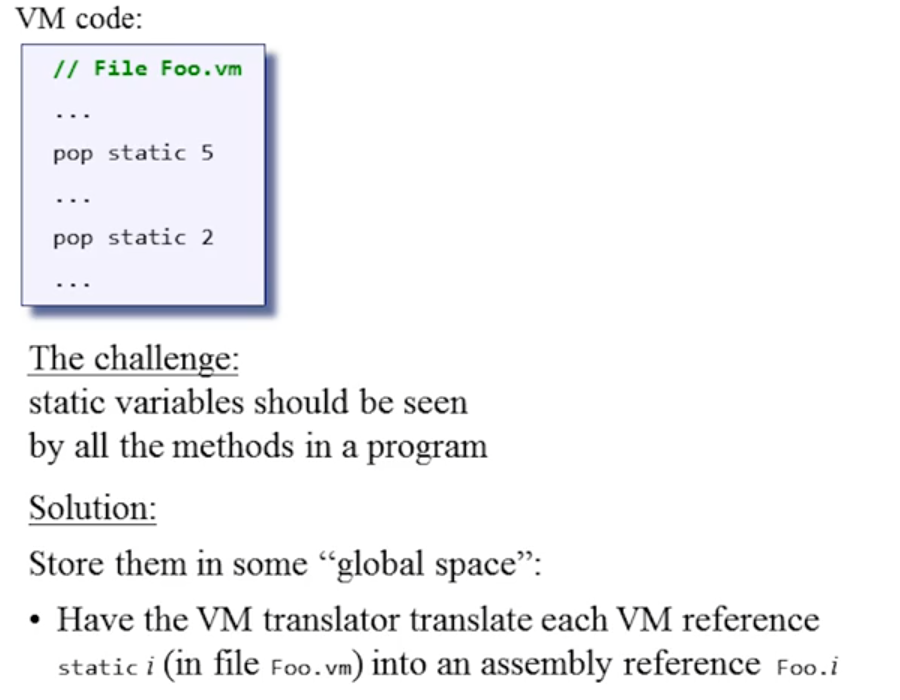 VM code:
// File Foo.vm
...
pop static 5
...
pop static 2
...
The challenge:
static variables should be seen
by all the methods in a program
Solution:
Store them in some “global space”:
• Have the VM translator translate each VM reference
static i (in file Foo.vm) into an assembly reference Foo.i